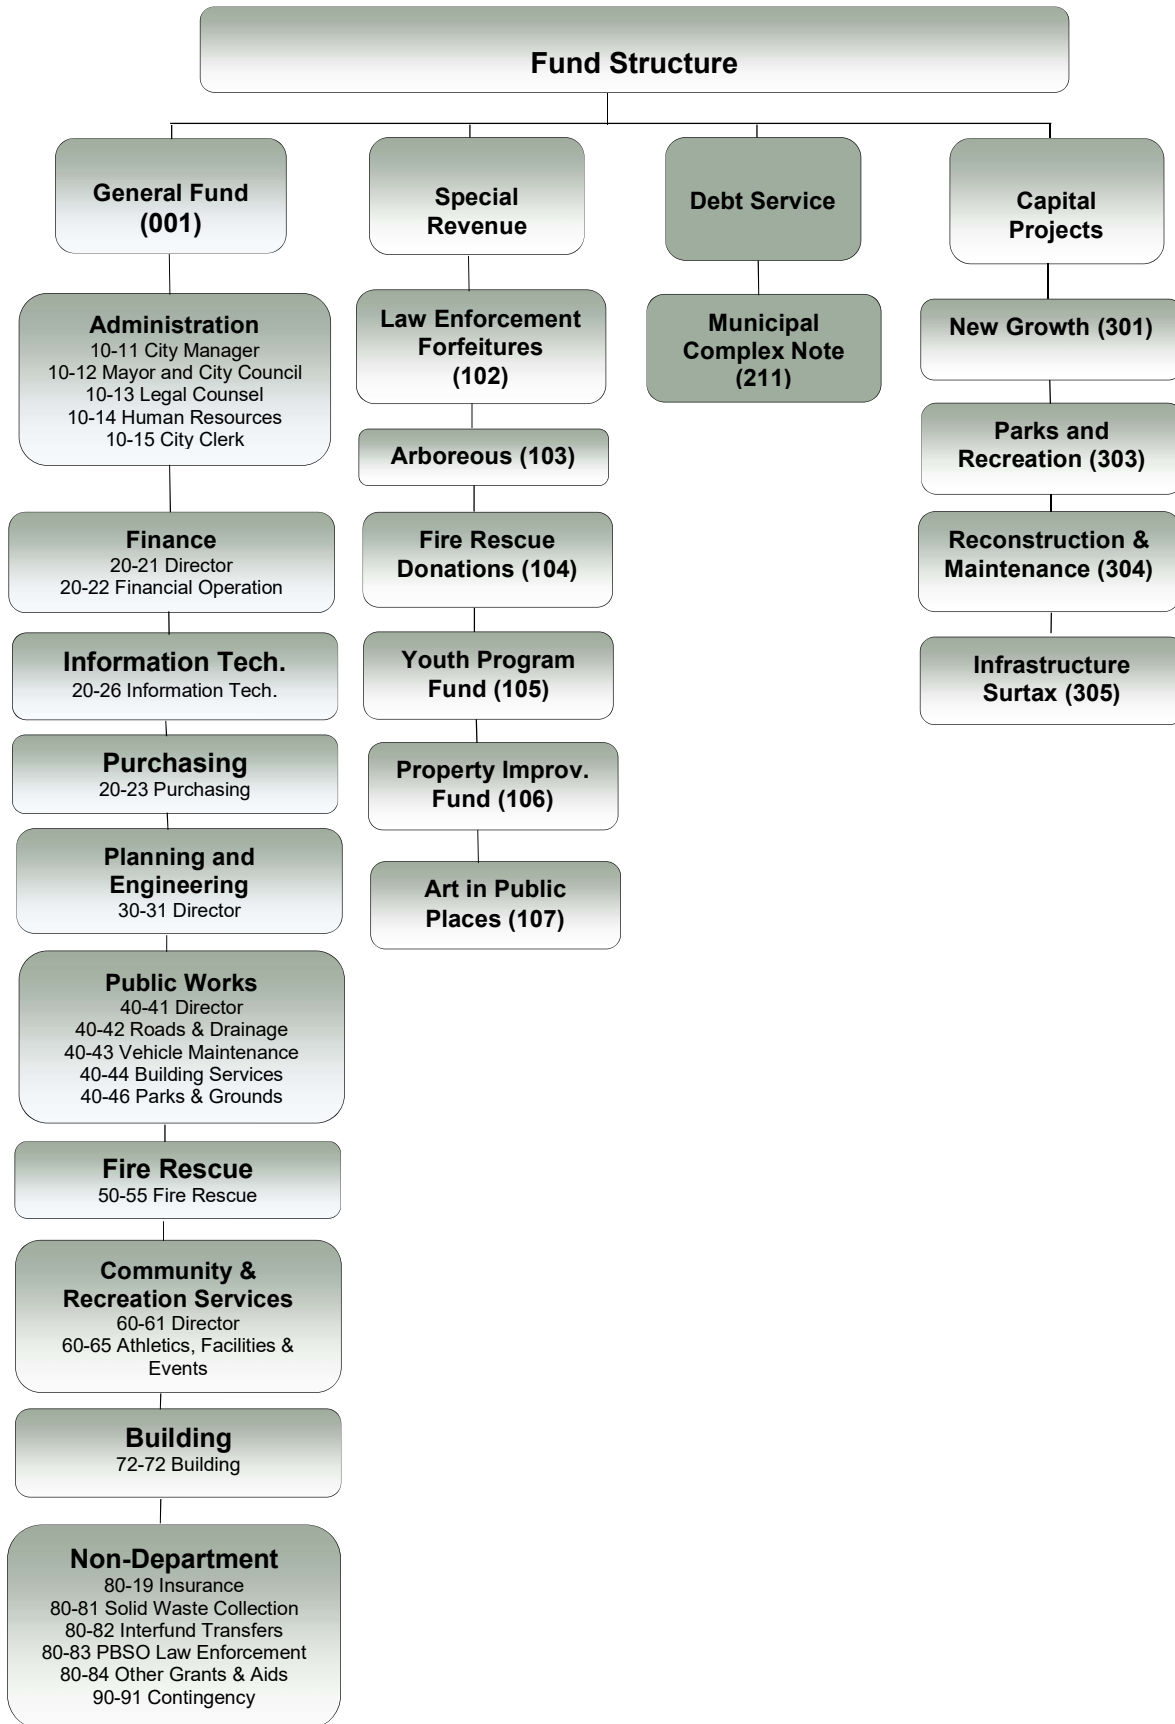 Fund Structure
General Fund
(001)
Administration
10-11 City Manager
10-12 Mayor and City Council
10-13 Legal Counsel
10-14 Human Resources
10-15 City Clerk
Finance
20-21 Director
20-22 Financial Operation
Information Tech.
20-26 Information Tech.
Purchasing
20-23 Purchasing
Planning and
Engineering
30-31 Director
Public Works
40-41 Director
40-42 Roads & Drainage
40-43 Vehicle Maintenance
40-44 Building Services
40-46 Parks & Grounds
Fire Rescue
50-55 Fire Rescue
Community &
Recreation Services
60-61 Director
60-65 Athletics, Facilities &
Events
Building
72-72 Building
Non-Department
80-19 Insurance
80-81 Solid Waste Collection
80-82 Interfund Transfers
80-83 PBSO Law Enforcement
80-84 Other Grants & Aids
90-91 Contingency
Special
Revenue
Law Enforcement
Forfeitures
(102)
Arboreous (103)
Fire Rescue
Donations (104)
Youth Program
Fund (105)
Property Improv.
Fund (106)
Art in Public
Places (107)
Debt Service
Municipal
Complex Note
(211)
Capital
Projects
New Growth (301)
Parks and
Recreation (303)
Reconstruction &
Maintenance (304)
Infrastructure
Surtax (305)